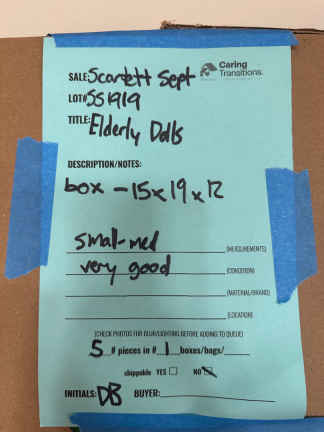 SALE: Scarlett Sept
Caring Transitions.
LOT# SS1919
TITLE: Elderly Dolls
DESCRIPTION/NOTES:
box - 15x19x12
small-med (MEASUREMENTS)
very good (CONDITION)
(MATERIAL/BRAND)
(LOCATION)
(CHECK PHOTOS FOR BLUR/LIGHTING BEFORE ADDING TO QUEUE)
5 # pieces in # 1 boxes/bags/
shippable YES NO
INITIALS: DB BUYER: